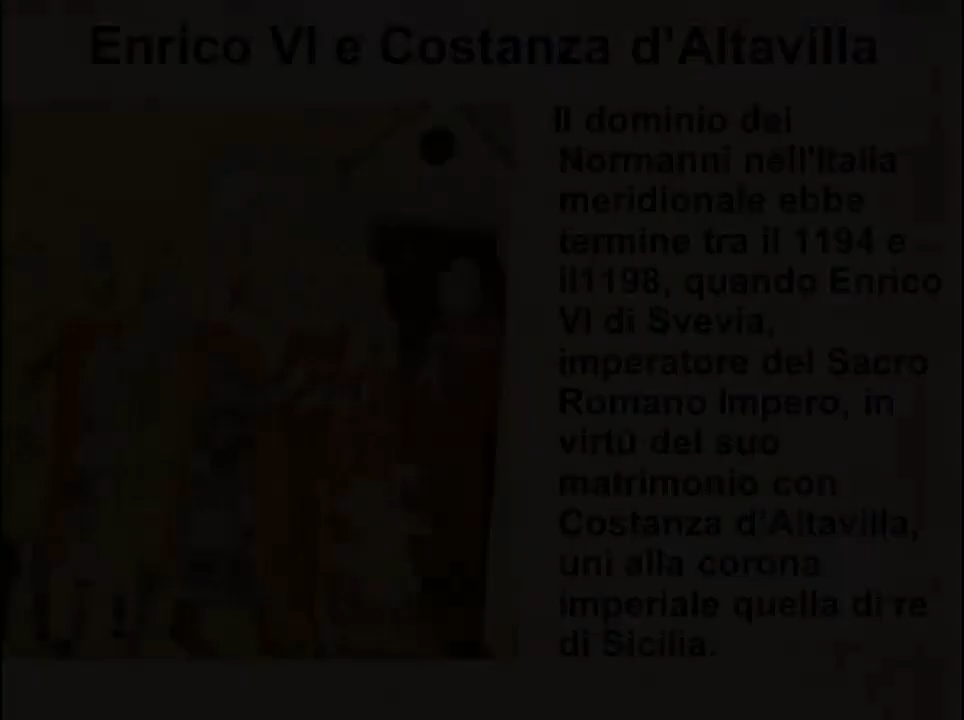 Enrico VI e Costanza d'Altavilla
Il dominio dei
Normanni nell'Italia
meridionale ebbe
termine tra il 1194 e
il1198, quando Enrico
VI di Svevia,
imperatore del Sacro
Romano Impero, in
virtù del suo
matrimonio con
Costanza d'Altavilla,
unì alla corona
imperiale quella di re
di Sicilia.